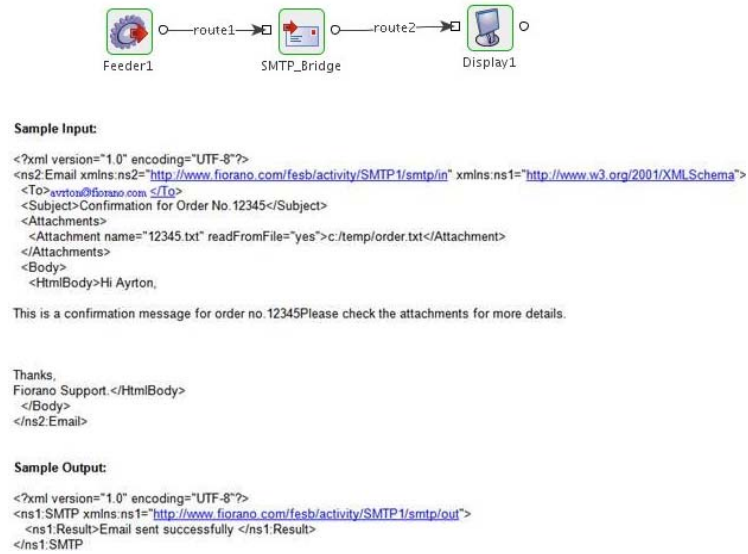 route1 route2
Feeder1 SMTP_Bridge Display1
Sample Input:
<?xml version="1.0" encoding="UTF-8"?>
<ns2:Email xmlns:ns2="http://www.fiorano.com/fesb/activity/SMTP1/smtp/in" xmlns:ns1="http://www.w3.org/2001/XMLSchema">
<To>avrton@fiorano.com </To>
<Subject>Confirmation for Order No.12345</Subject>
<Attachments>
<Attachment name="12345.txt" readFromFile="yes">c:/temp/order.txt</Attachment>
</Attachments>
<Body>
<HtmlBody>Hi Ayrton,
This is a confirmation message for order no.12345Please check the attachments for more details.
Thanks,
Fiorano Support.</HtmlBody>
</Body>
</ns2:Email>
Sample Output:
<?xml version="1.0" encoding="UTF-8"?>
<ns1:SMTP xmlns:ns1="http://www.fiorano.com/fesb/activity/SMTP1/smtp/out">
<ns1:Result>Email sent successfully </ns1:Result>
</ns1:SMTP